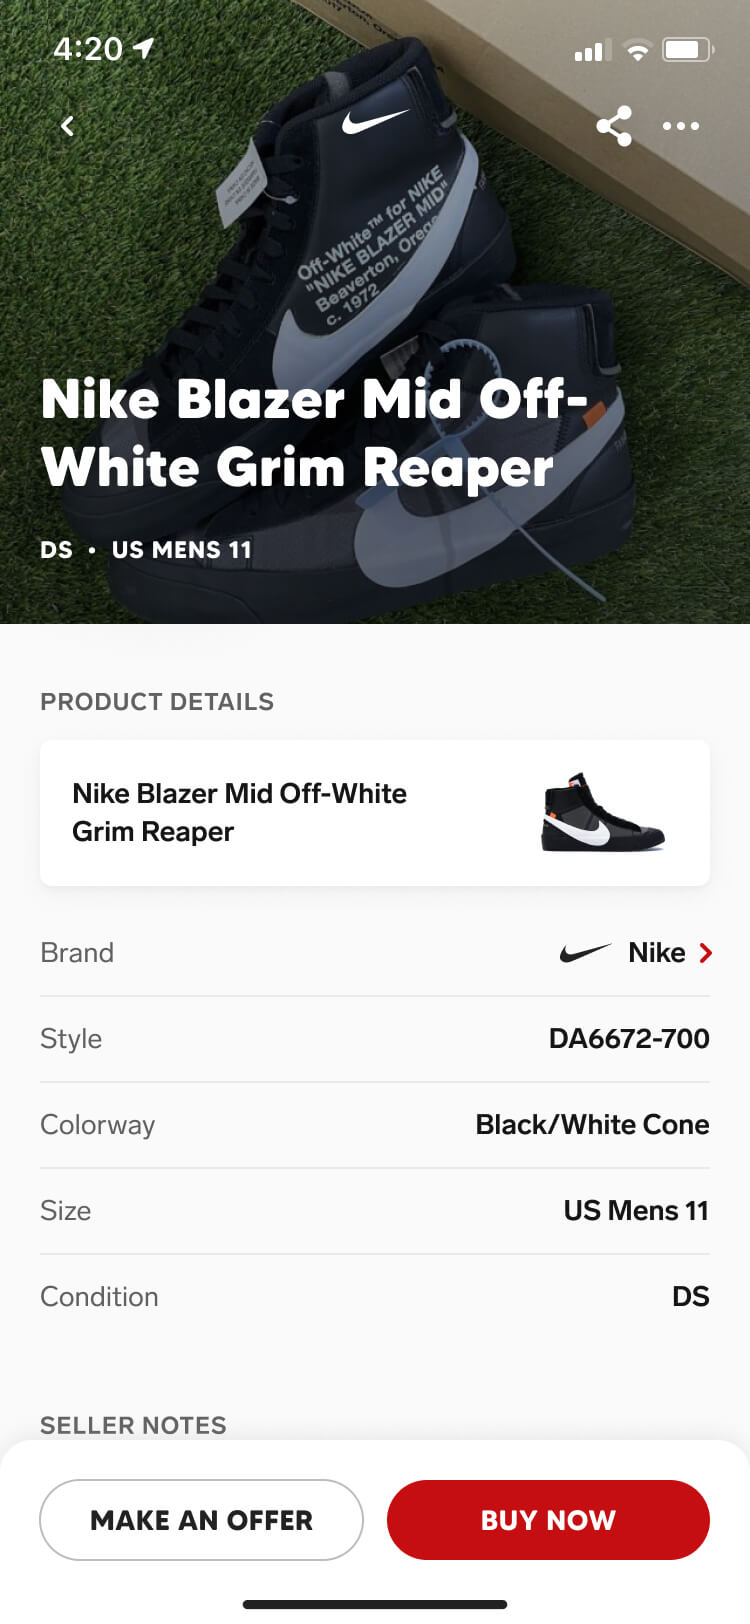 4:20
Off-White™ for NIKE
"NIKE BLAZER MID"
Beaverton, Orego
c. 1972
Nike Blazer Mid Off-
White Grim Reaper
DS • US MENS 11
PRODUCT DETAILS
Nike Blazer Mid Off-White
Grim Reaper
Brand Nike
Style DA6672-700
Colorway Black/White Cone
Size US Mens 11
Condition DS
SELLER NOTES
MAKE AN OFFER BUY NOW